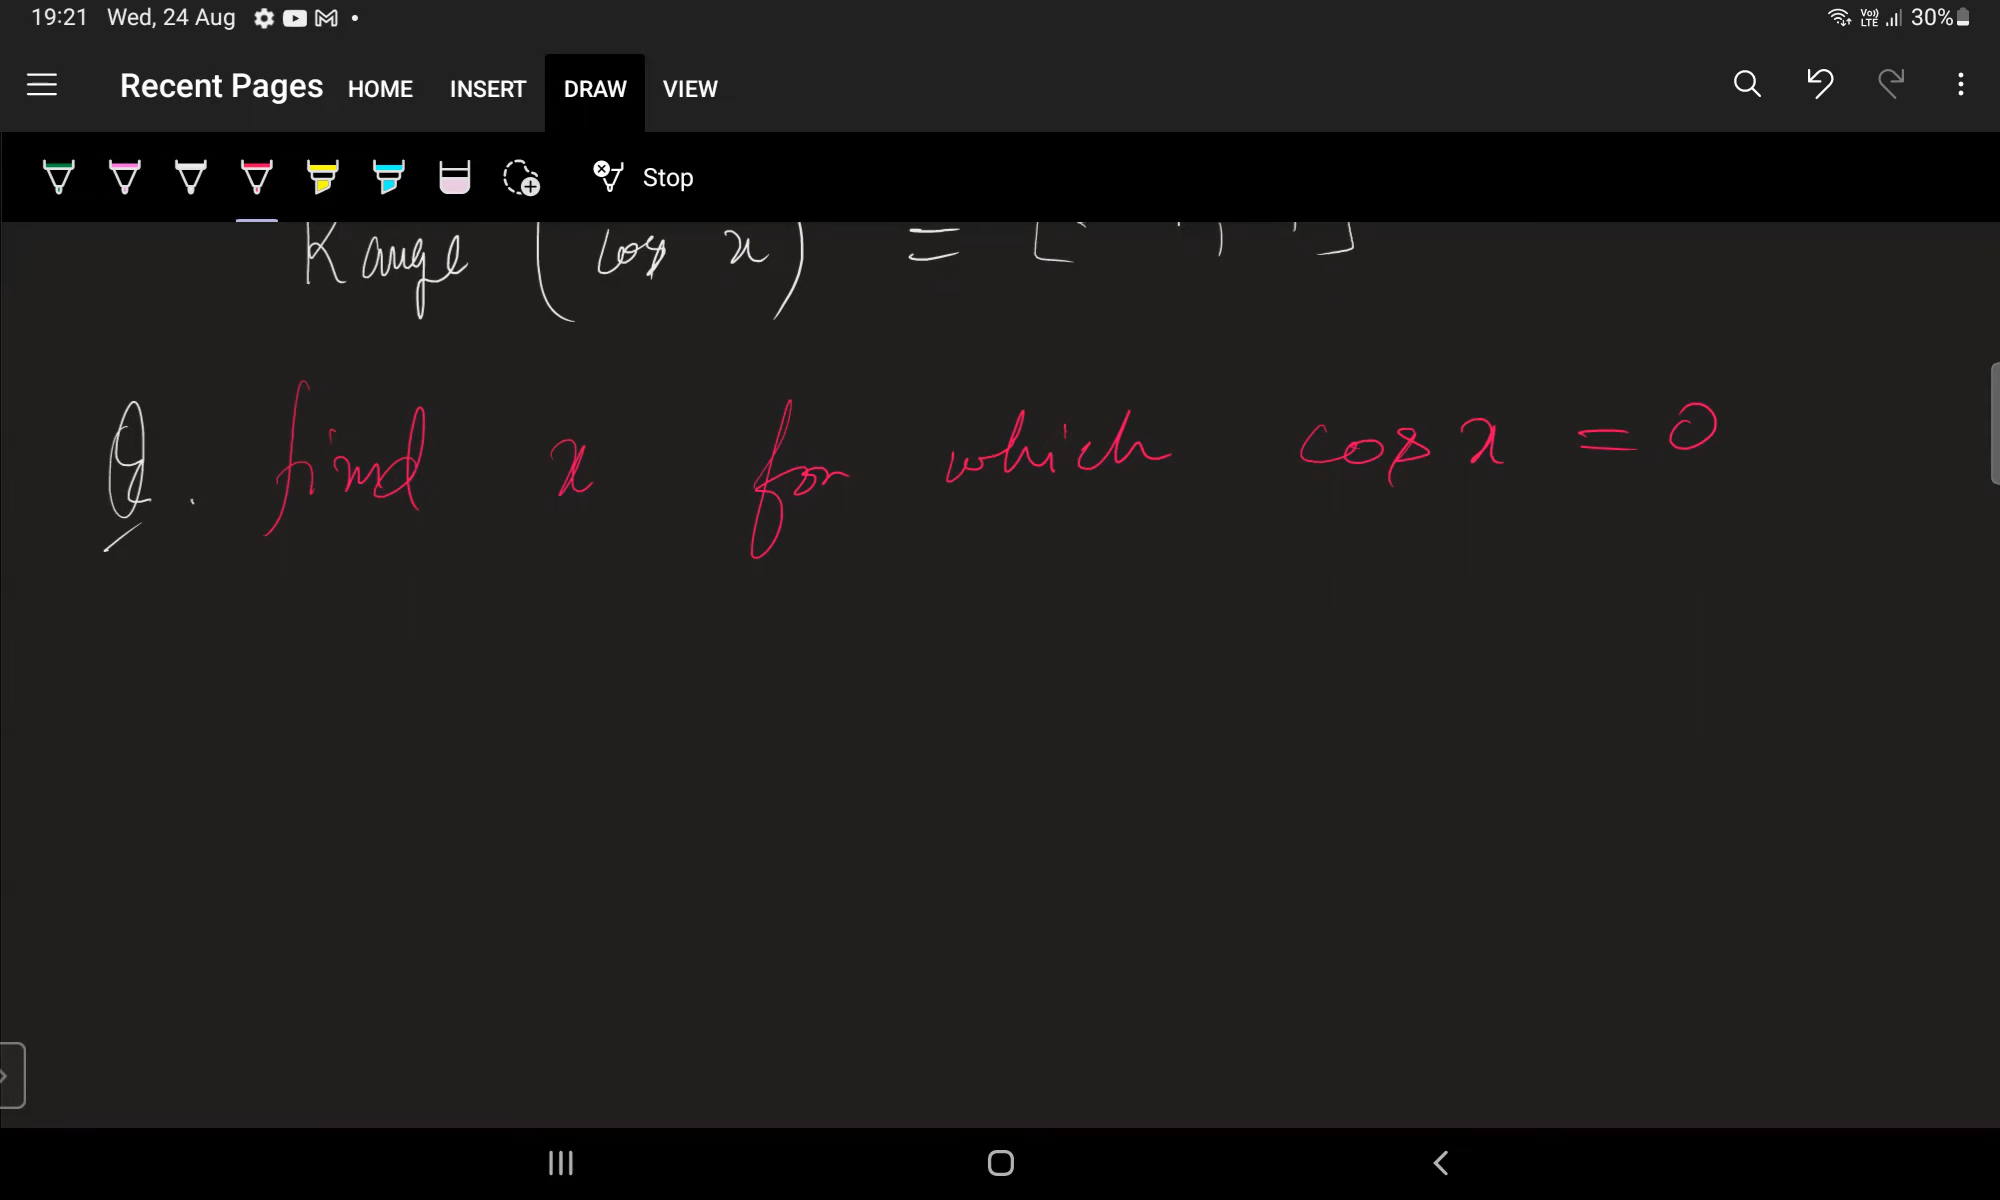 19:21 Wed, 24 Aug 30%
Recent Pages HOME INSERT DRAW VIEW
Stop
Range (cos x) = [
Q. find x for which cos x = 0